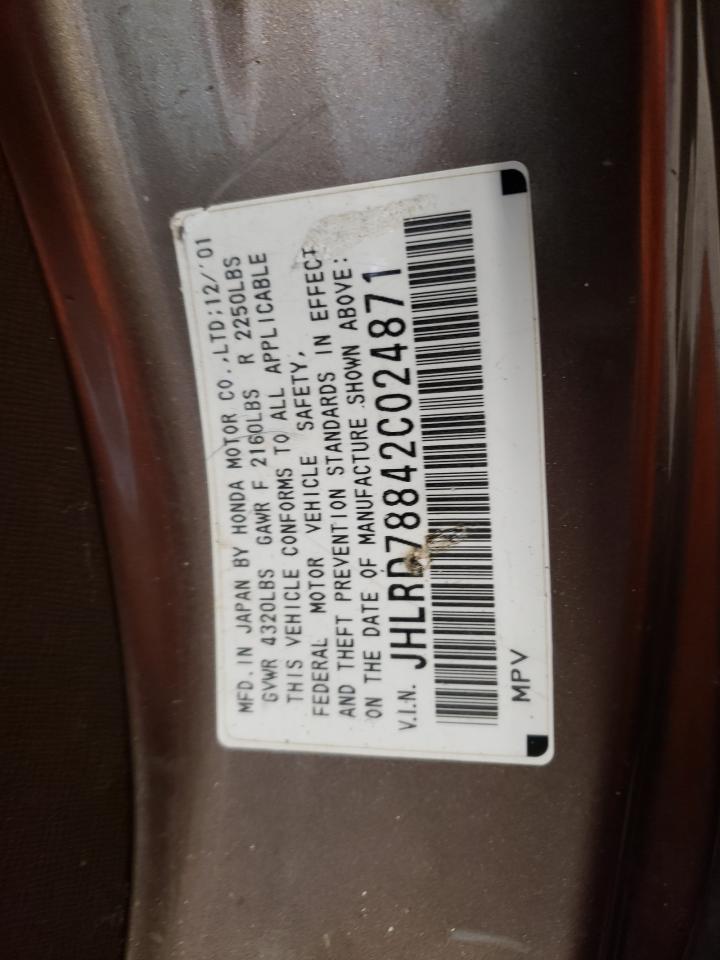 MFD. IN JAPAN BY HONDA MOTOR CO.,LTD; 12/'01
GVWR 4320LBS GAWR F 2160LBS R 2250LBS
THIS VEHICLE CONFORMS TO ALL APPLICABLE
FEDERAL MOTOR VEHICLE SAFETY,
AND THEFT PREVENTION STANDARDS IN EFFECT
ON THE DATE OF MANUFACTURE SHOWN ABOVE:
V.I.N. JHLRD78842C024871
MPV